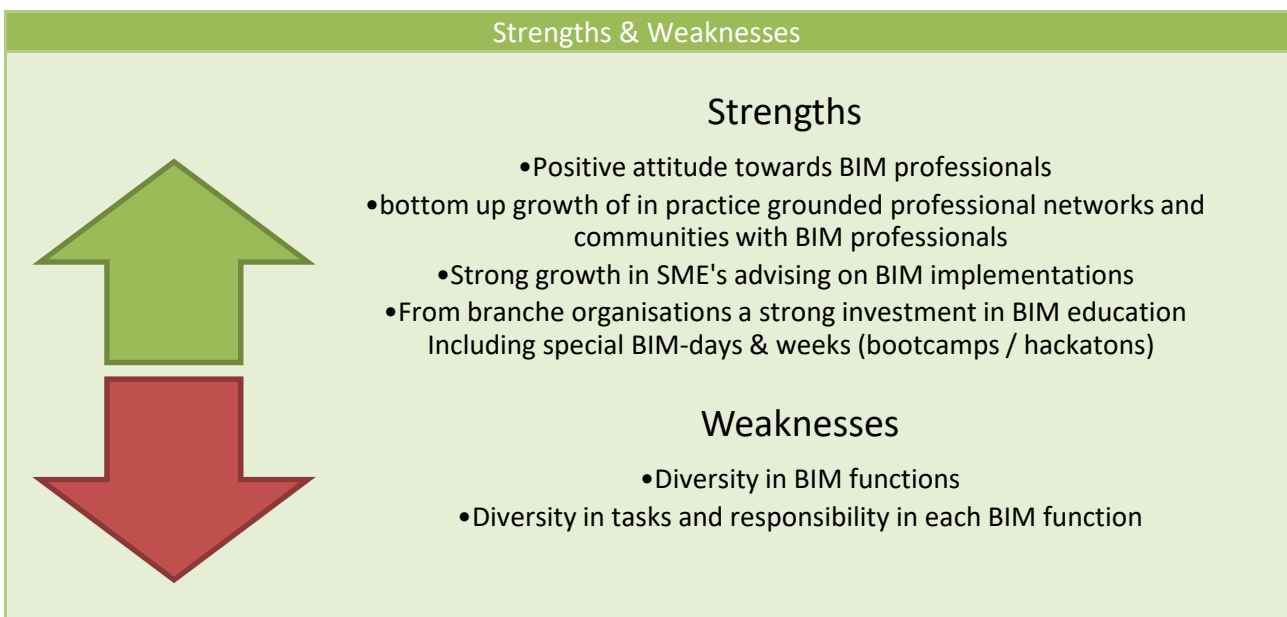 Strengths & Weaknesses
Strengths
•Positive attitude towards BIM professionals
•bottom up growth of in practice grounded professional networks and
communities with BIM professionals
•Strong growth in SME's advising on BIM implementations
•From branche organisations a strong investment in BIM education
Including special BIM-days & weeks (bootcamps / hackatons)
Weaknesses
•Diversity in BIM functions
•Diversity in tasks and responsibility in each BIM function